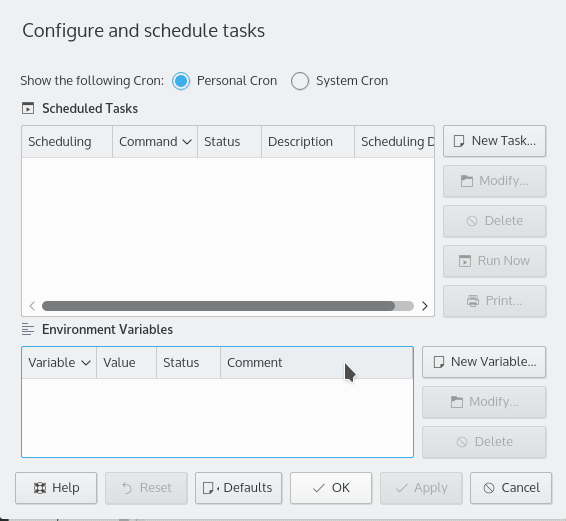 Configure and schedule tasks
Show the following Cron: Personal Cron System Cron
Scheduled Tasks
Scheduling Command Status Description Scheduling D
New Task...
Modify...
Delete
Run Now
Print...
Environment Variables
Variable Value Status Comment
New Variable...
Modify...
Delete
Help Reset Defaults OK Apply Cancel